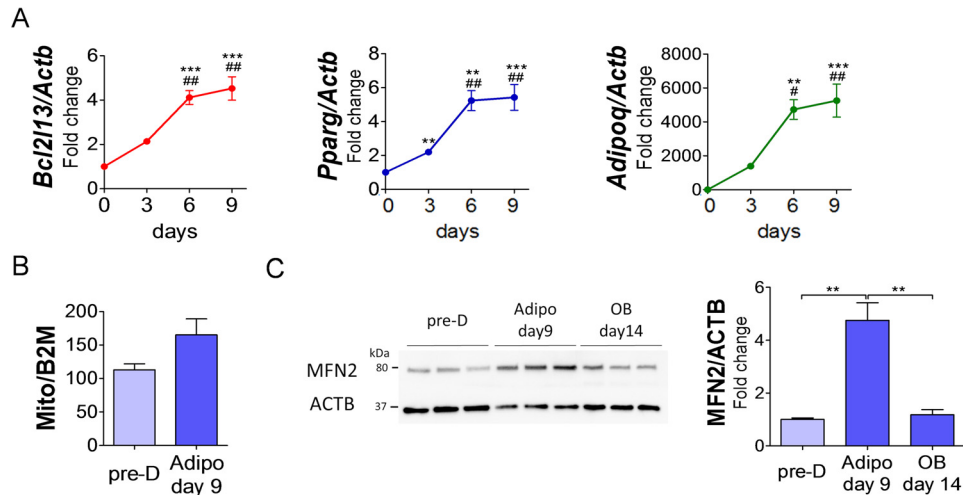 A
Bcl2l13/Actb
Fold change
6
4
2
0
***
##
***
##
0 3 6 9
days
Pparg/Actb
Fold change
8
6
4
2
0
**
**
##
***
##
0 3 6 9
days
Adipoq/Actb
Fold change
8000
6000
4000
2000
0
**
#
***
##
0 3 6 9
days
B
Mito/B2M
200
150
100
50
0
pre-D
Adipo
day 9
C
pre-D
Adipo
day9
OB
day14
kDa
MFN2
80
ACTB
37
MFN2/ACTB
Fold change
6
4
2
0
**
**
pre-D
Adipo
day 9
OB
day 14